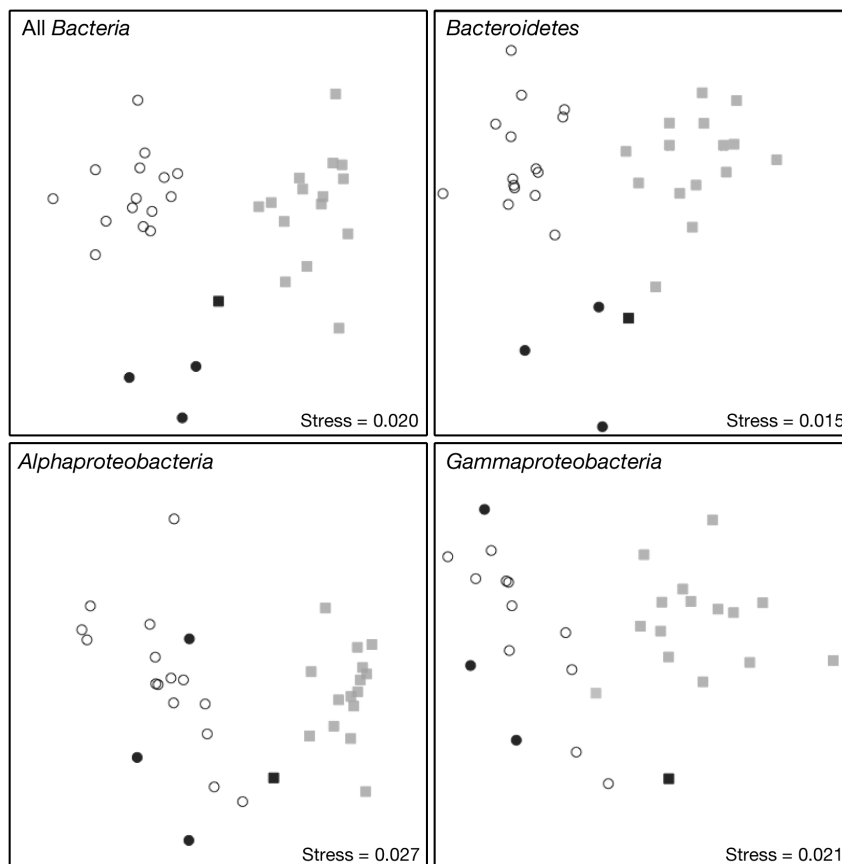 All Bacteria
Stress = 0.020
Bacteroidetes
Stress = 0.015
Alphaproteobacteria
Stress = 0.027
Gammaproteobacteria
Stress = 0.021